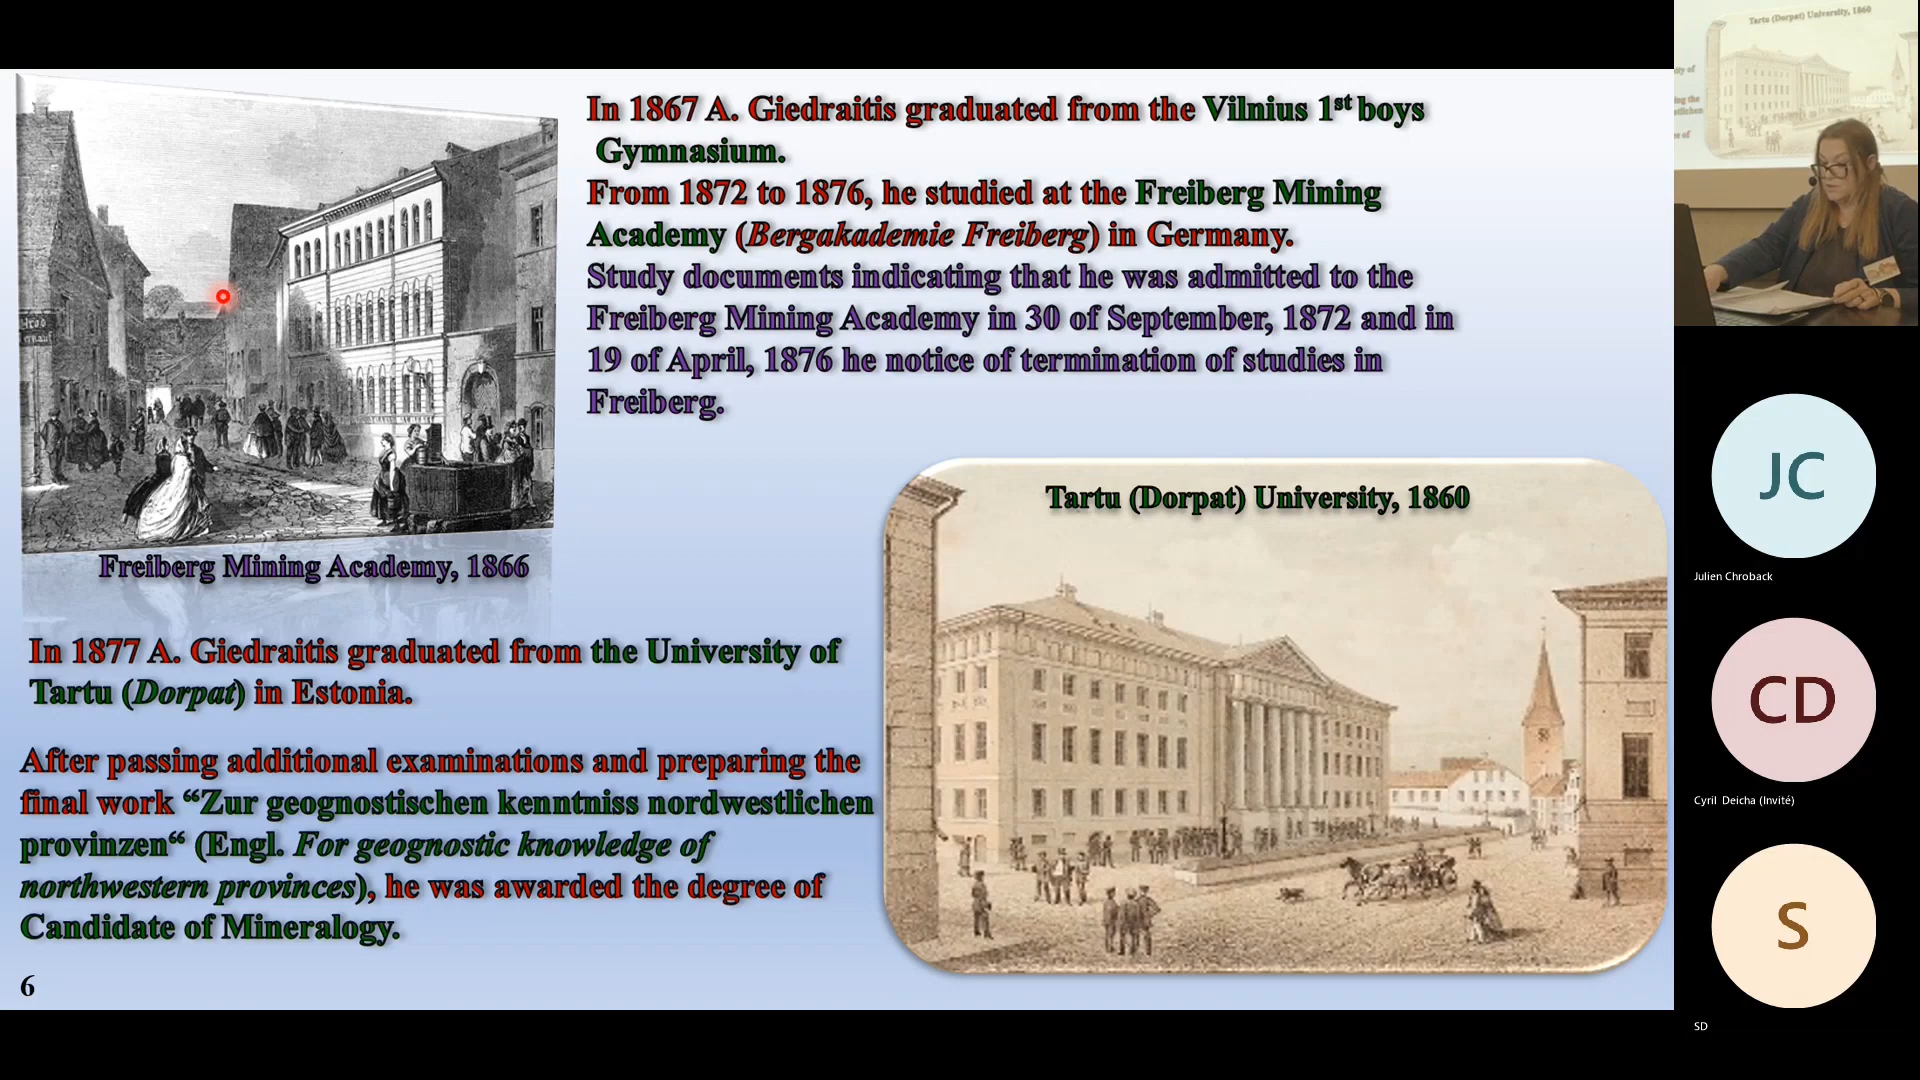 In 1867 A. Giedraitis graduated from the Vilnius 1st boys
Gymnasium.
From 1872 to 1876, he studied at the Freiberg Mining
Academy (Bergakademie Freiberg) in Germany.
Study documents indicating that he was admitted to the
Freiberg Mining Academy in 30 of September, 1872 and in
19 of April, 1876 he notice of termination of studies in
Freiberg.
Freiberg Mining Academy, 1866
Tartu (Dorpat) University, 1860
In 1877 A. Giedraitis graduated from the University of
Tartu (Dorpat) in Estonia.
After passing additional examinations and preparing the
final work “Zur geognostischen kenntniss nordwestlichen
provinzen“ (Engl. For geognostic knowledge of
northwestern provinces), he was awarded the degree of
Candidate of Mineralogy.
6
Tartu (Dorpat) University, 1860
JC
Julien Chroback
CD
Cyril Deicha (Invité)
S
SD